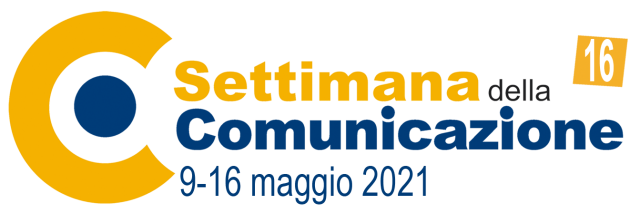 16
Settimana della
Comunicazione
9-16 maggio 2021